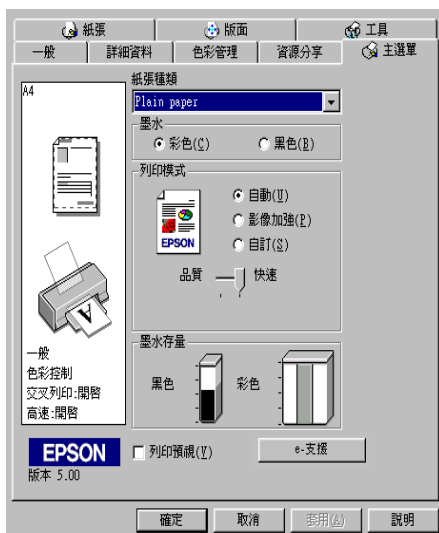 紙張 版面 工具
一般 詳細資料 色彩管理 資源分享 主選單
A4
紙張種類
Plain paper
墨水
彩色(C) 黑色(B)
列印模式
自動(U)
影像加強(P)
自訂(S)
EPSON
品質 快速
A
一般
色彩控制
交叉列印:開啓
高速:開啓
墨水存量
黑色 彩色
EPSON
版本 5.00
列印預視(V)
e-支援
確定 取消 套用(A) 說明